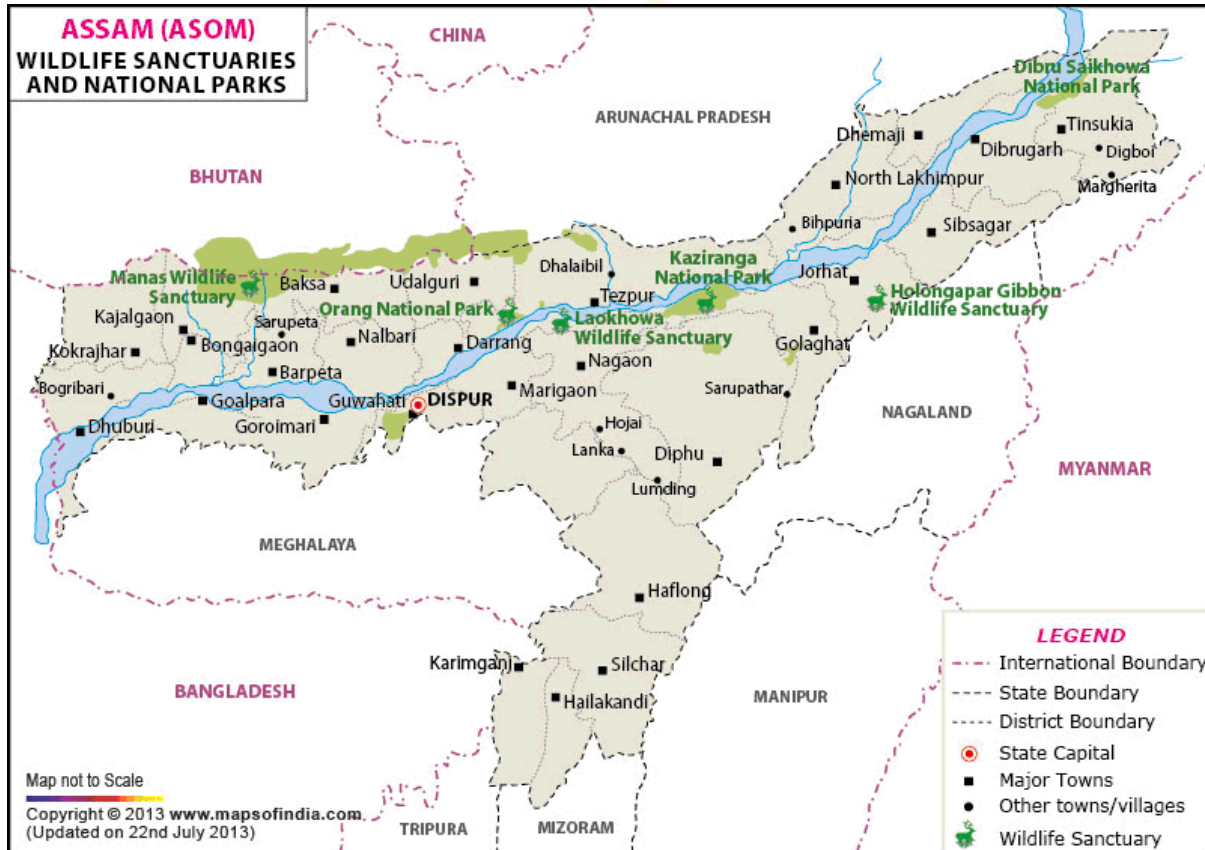 ASSAM (ASOM)
WILDLIFE SANCTUARIES
AND NATIONAL PARKS
CHINA
ARUNACHAL PRADESH
BHUTAN
Dibru Saikhowa
National Park
Dhemaji
Tinsukia
Dibrugarh
Digboi
North Lakhimpur
Margherita
Bihpuria
Sibsagar
Manas Wildlife
Sanctuary
Baksa
Udalguri
Dhalaibil
Kaziranga
National Park
Jorhat
Orang National Park
Tezpur
Holongapar Gibbon
Wildlife Sanctuary
Laokhowa
Wildlife Sanctuary
Kajalgaon
Sarupeta
Bongaigaon
Nalbari
Darrang
Golaghat
Kokrajhar
Barpeta
Nagaon
Bogribari
Goalpara
Guwahati
DISPUR
Marigaon
Sarupathar
NAGALAND
Dhuburi
Goroimari
Hojai
Lanka
Diphu
Lumding
MYANMAR
MEGHALAYA
Haflong
Karimganj
Silchar
Hailakandi
BANGLADESH
MANIPUR
TRIPURA
MIZORAM
LEGEND
International Boundary
State Boundary
District Boundary
State Capital
Major Towns
Other towns/villages
Wildlife Sanctuary
Map not to Scale
Copyright © 2013 www.mapsofindia.com
(Updated on 22nd July 2013)